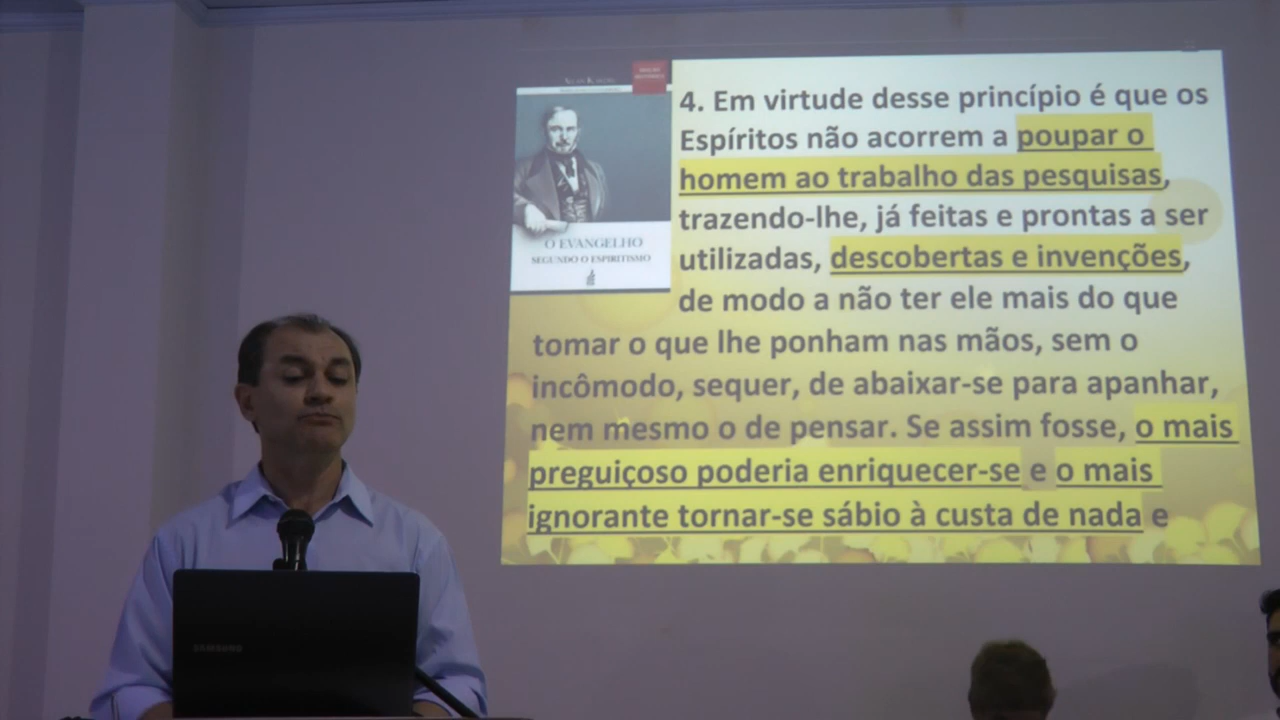 4. Em virtude desse princípio é que os
Espíritos não acorrem a poupar o
homem ao trabalho das pesquisas,
trazendo-lhe, já feitas e prontas a ser
utilizadas, descobertas e invenções,
de modo a não ter ele mais do que
tomar o que lhe ponham nas mãos, sem o
incômodo, sequer, de abaixar-se para apanhar,
nem mesmo o de pensar. Se assim fosse, o mais
preguiçoso poderia enriquecer-se e o mais
ignorante tornar-se sábio à custa de nada e
O EVANGELHO
SEGUNDO O ESPIRITISMO
SAMSUNG